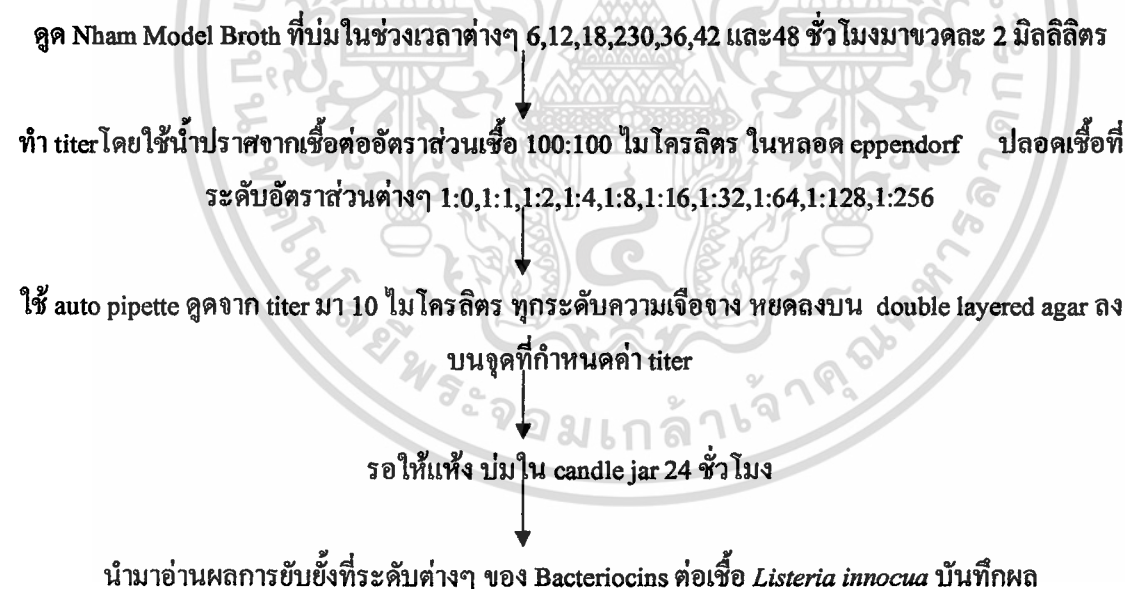 ดูด Nham Model Broth ที่บ่มในช่วงเวลาต่างๆ 6,12,18,230,36,42 และ48 ชั่วโมงมาขวดละ 2 มิลลิลิตร
ทำ titerโดยใช้น้ำปราศจากเชื้อต่ออัตราส่วนเชื้อ 100:100 ไมโครลิตร ในหลอด eppendorf ปลอดเชื้อที่
ระดับอัตราส่วนต่างๆ 1:0,1:1,1:2,1:4,1:8,1:16,1:32,1:64,1:128,1:256
ใช้ auto pipette ดูดจาก titer มา 10 ไมโครลิตร ทุกระดับความเจือจาง หยดลงบน double layered agar ลง
บนจุดที่กำหนดค่า titer
รอให้แห้ง บ่มใน candle jar 24 ชั่วโมง
นำมาอ่านผลการยับยั้งที่ระดับต่างๆ ของ Bacteriocins ต่อเชื้อ Listeria innocua บันทึกผล